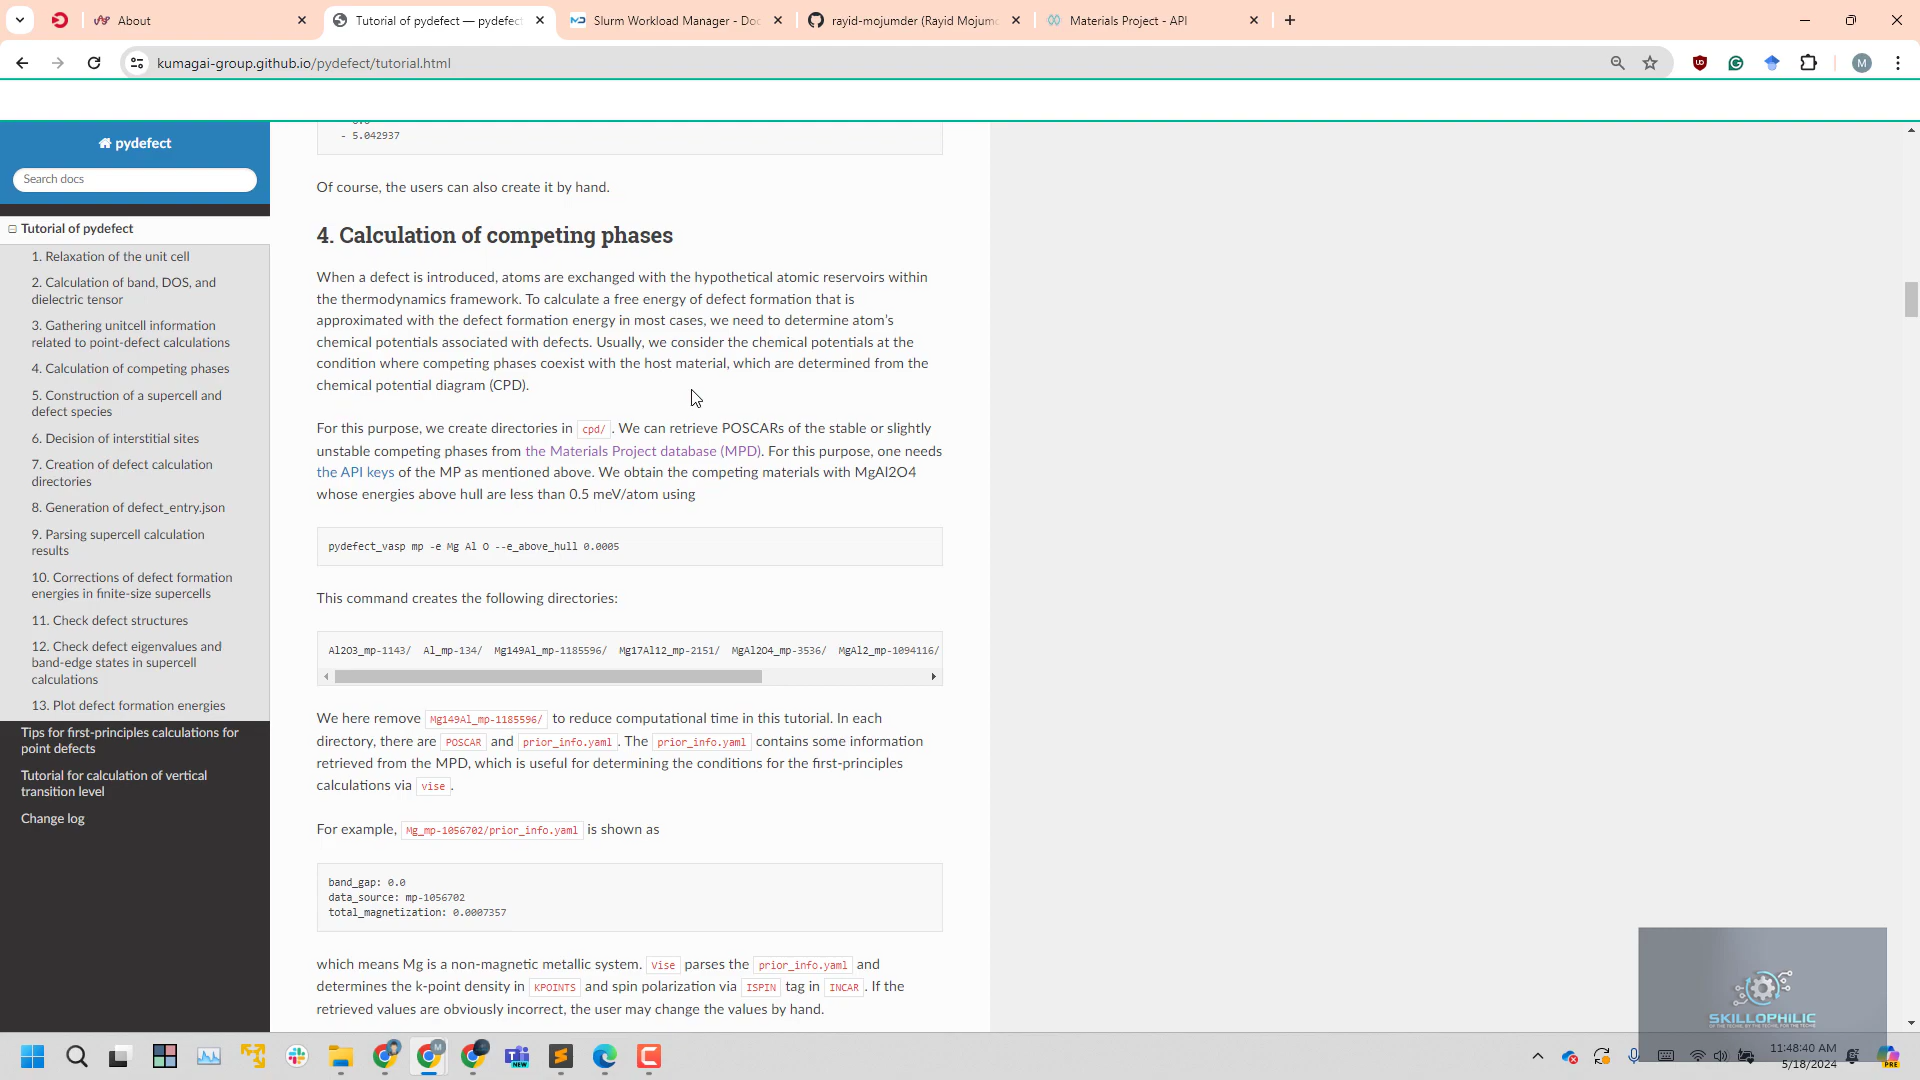 About
Tutorial of pydefect — pydefect
Slurm Workload Manager - Doc
rayid-mojumder (Rayid Mojum
Materials Project - API
kumagai-group.github.io/pydefect/tutorial.html
pydefect
Search docs
Tutorial of pydefect
1. Relaxation of the unit cell
2. Calculation of band, DOS, and
dielectric tensor
3. Gathering unitcell information
related to point-defect calculations
4. Calculation of competing phases
5. Construction of a supercell and
defect species
6. Decision of interstitial sites
7. Creation of defect calculation
directories
8. Generation of defect_entry.json
9. Parsing supercell calculation
results
10. Corrections of defect formation
energies in finite-size supercells
11. Check defect structures
12. Check defect eigenvalues and
band-edge states in supercell
calculations
13. Plot defect formation energies
Tips for first-principles calculations for
point defects
Tutorial for calculation of vertical
transition level
Change log
- 5.042937
Of course, the users can also create it by hand.
4. Calculation of competing phases
When a defect is introduced, atoms are exchanged with the hypothetical atomic reservoirs within
the thermodynamics framework. To calculate a free energy of defect formation that is
approximated with the defect formation energy in most cases, we need to determine atom's
chemical potentials associated with defects. Usually, we consider the chemical potentials at the
condition where competing phases coexist with the host material, which are determined from the
chemical potential diagram (CPD).
For this purpose, we create directories in cpd/ . We can retrieve POSCARs of the stable or slightly
unstable competing phases from the Materials Project database (MPD). For this purpose, one needs
the API keys of the MP as mentioned above. We obtain the competing materials with MgAl2O4
whose energies above hull are less than 0.5 meV/atom using
pydefect_vasp mp -e Mg Al O --e_above_hull 0.0005
This command creates the following directories:
Al2O3_mp-1143/ Al_mp-134/ Mg149Al_mp-1185596/ Mg17Al12_mp-2151/ MgAl2O4_mp-3536/ MgAl2_mp-1094116/
We here remove Mg149Al_mp-1185596/ to reduce computational time in this tutorial. In each
directory, there are POSCAR and prior_info.yaml . The prior_info.yaml contains some information
retrieved from the MPD, which is useful for determining the conditions for the first-principles
calculations via vise .
For example, Mg_mp-1056702/prior_info.yaml is shown as
band_gap: 0.0
data_source: mp-1056702
total_magnetization: 0.0007357
which means Mg is a non-magnetic metallic system. Vise parses the prior_info.yaml and
determines the k-point density in KPOINTS and spin polarization via ISPIN tag in INCAR . If the
retrieved values are obviously incorrect, the user may change the values by hand.
SKILLOPHILIC
11:48:40 AM
5/18/2024